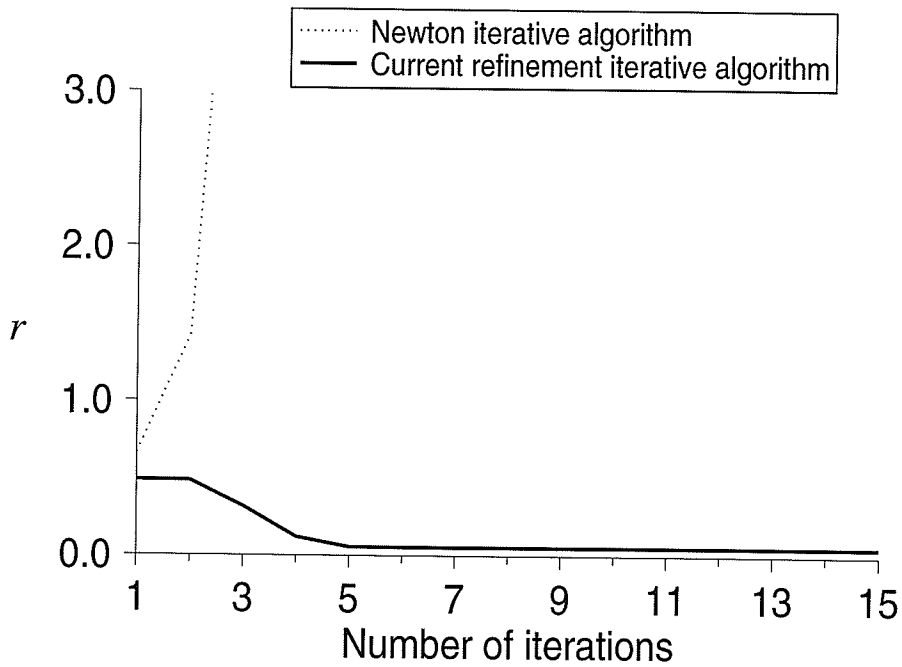 Newton iterative algorithm
Current refinement iterative algorithm
3.0
2.0
r
1.0
0.0
1 3 5 7 9 11 13 15
Number of iterations